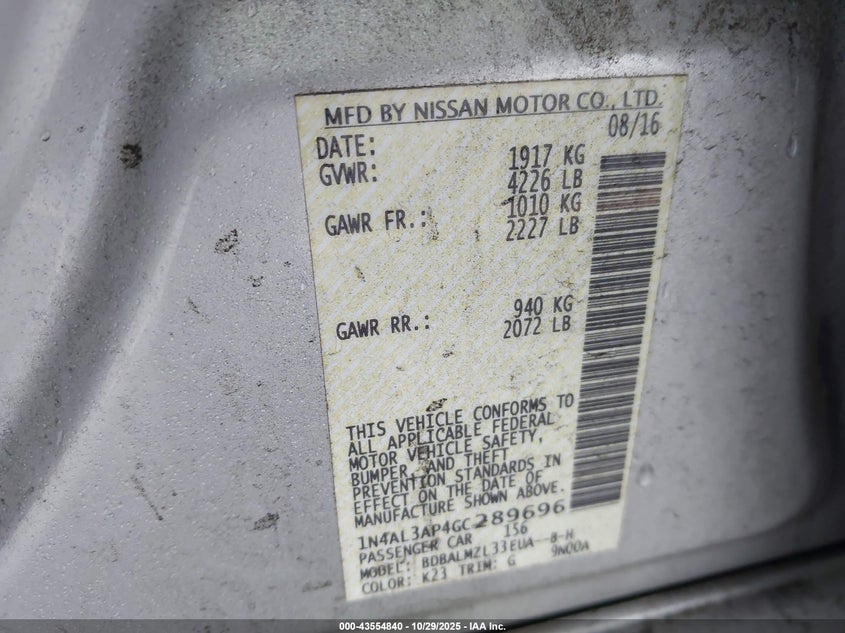 MFD BY NISSAN MOTOR CO., LTD.
DATE: 08/16
GVWR: 1917 KG
4226 LB
GAWR FR.: 1010 KG
2227 LB
GAWR RR.: 940 KG
2072 LB
THIS VEHICLE CONFORMS TO
ALL APPLICABLE FEDERAL
MOTOR VEHICLE SAFETY,
BUMPER, AND THEFT
PREVENTION STANDARDS IN
EFFECT ON THE DATE OF
MANUFACTURE SHOWN ABOVE.
1N4AL3AP4GC289696
PASSENGER CAR 156
MODEL: BDBALMZL33EUA--8-H
COLOR: K23 TRIM: G 9N00A
000-43554840 - 10/29/2025 - IAA Inc.